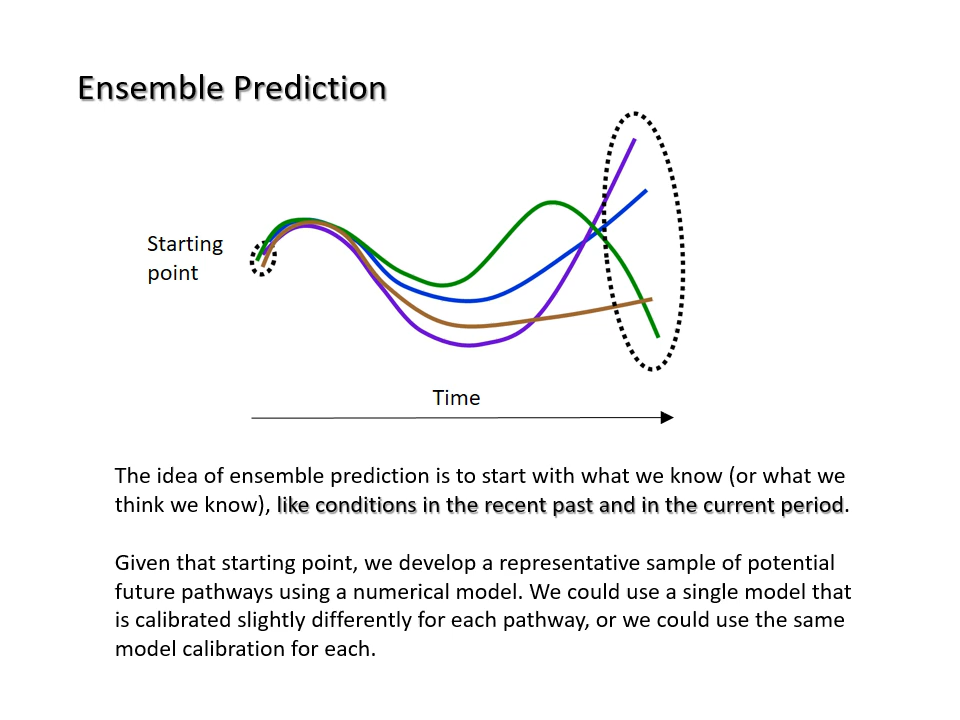 Ensemble Prediction
Starting
point
Time
The idea of ensemble prediction is to start with what we know (or what we
think we know), like conditions in the recent past and in the current period.
Given that starting point, we develop a representative sample of potential
future pathways using a numerical model. We could use a single model that
is calibrated slightly differently for each pathway, or we could use the same
model calibration for each.